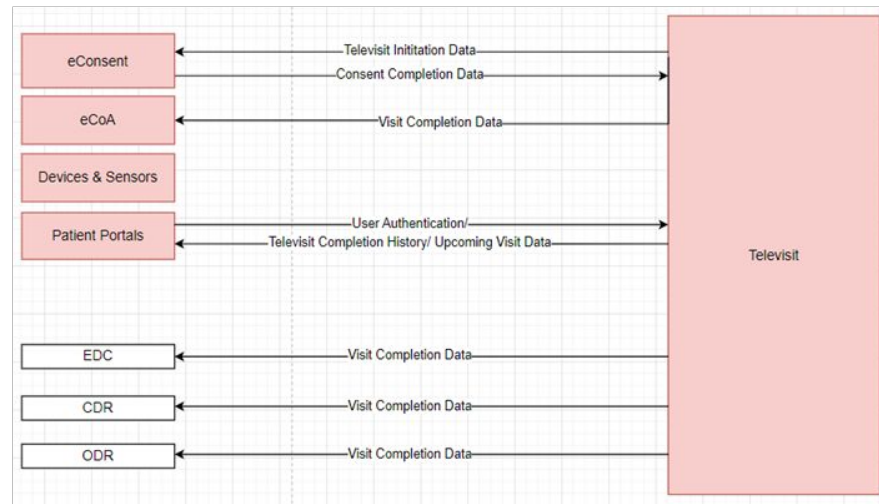 Televisit Inititation Data
eConsent
Consent Completion Data
eCoA
Visit Completion Data
Devices & Sensors
User Authentication/
Patient Portals
Televisit Completion History/ Upcoming Visit Data
Televisit
EDC
Visit Completion Data
CDR
Visit Completion Data
ODR
Visit Completion Data